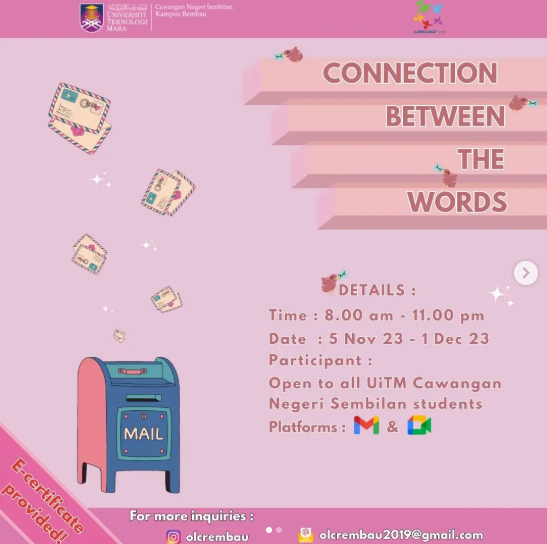 UNIVERSITI
TEKNOLOGI
MARA
Cawangan Negeri Sembilan
Kampus Rembau
CONNECTION
BETWEEN
THE
WORDS
DETAILS :
Time : 8.00 am - 11.00 pm
Date : 5 Nov 23 - 1 Dec 23
Participant :
Open to all UiTM Cawangan
Negeri Sembilan students
Platforms : &
MAIL
E-certificate
provided!
For more inquiries :
olcrembau
olcrembau2019@gmail.com